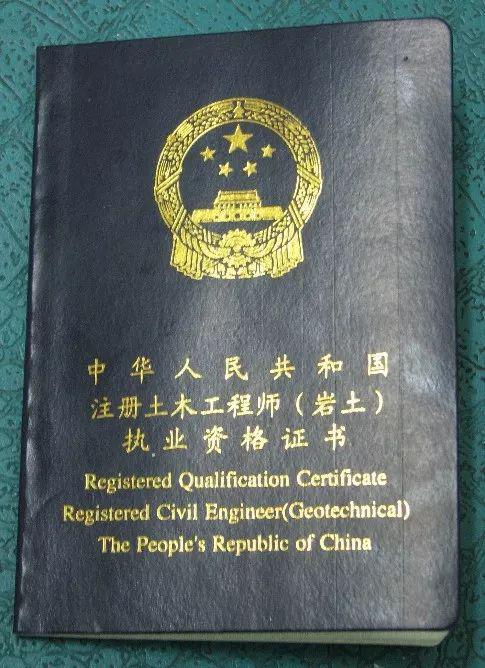 中华人民共和国
注册土木工程师（岩土）
执业资格证书
Registered Qualification Certificate
Registered Civil Engineer(Geotechnical)
The People's Republic of China